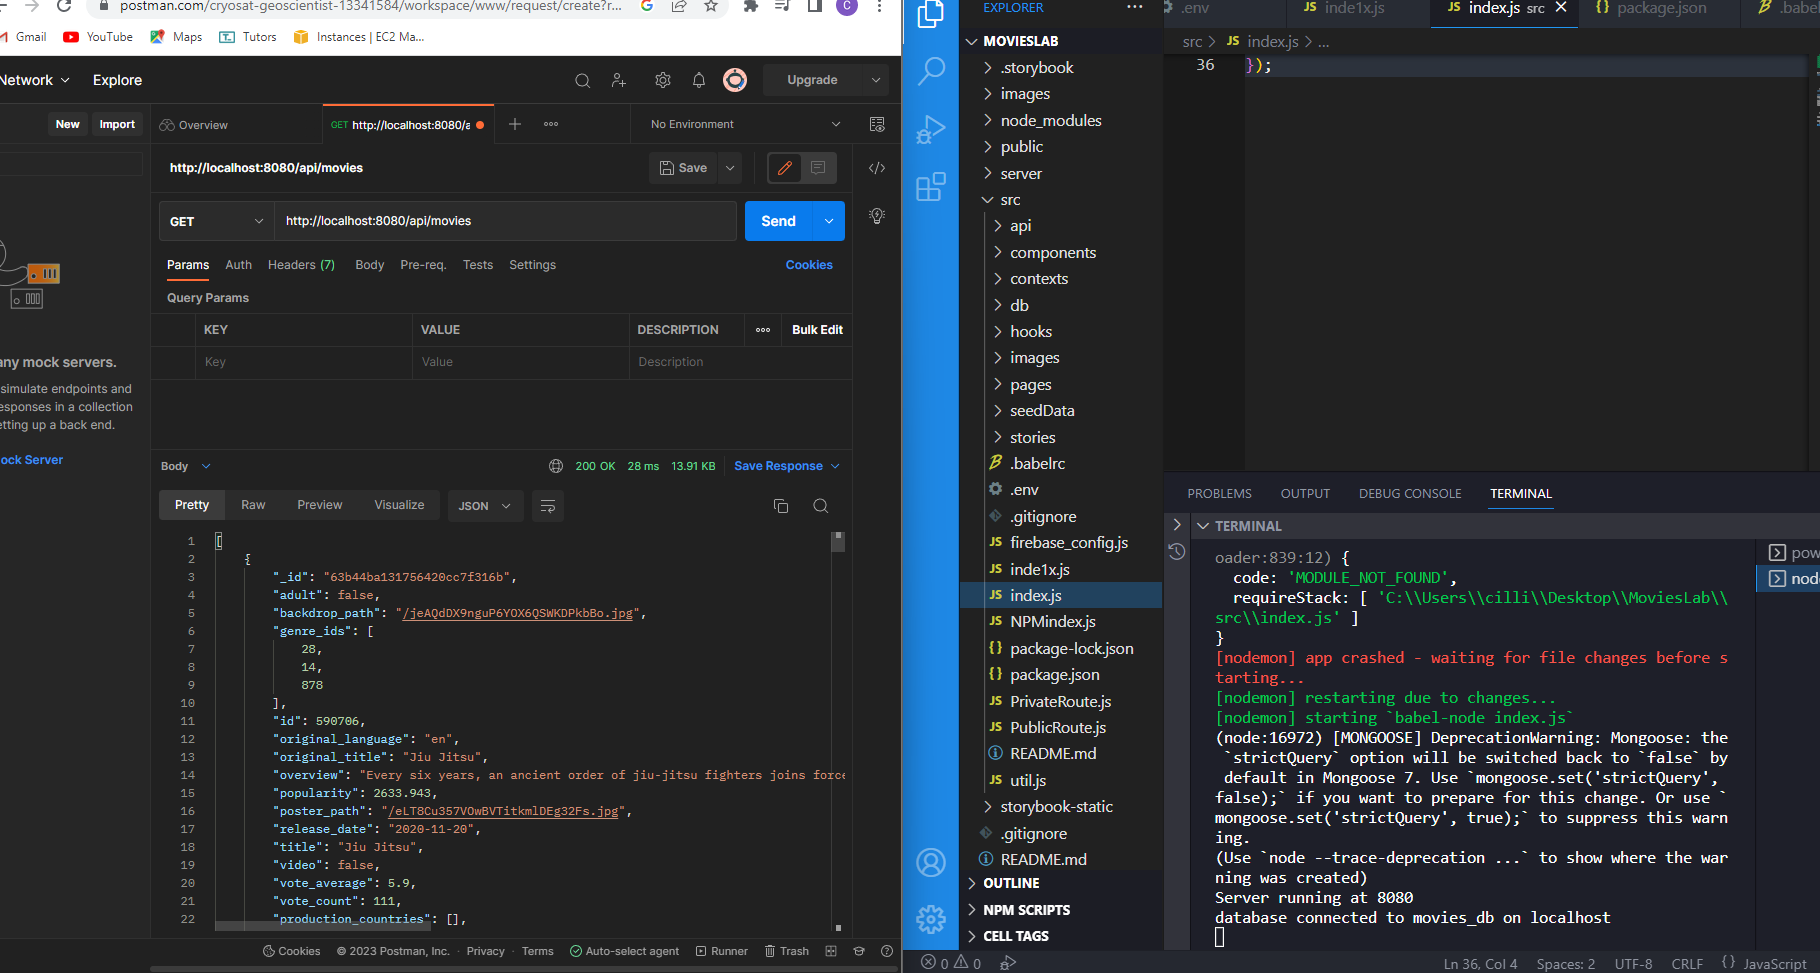 postman.com/cryosat-geoscientist-13341584/workspace/www/request/create?r...
Gmail YouTube Maps Tutors Instances | EC2 Ma...
Network Explore Upgrade
New Import Overview GET http://localhost:8080/a No Environment
http://localhost:8080/api/movies Save
GET http://localhost:8080/api/movies Send
Params Auth Headers (7) Body Pre-req. Tests Settings Cookies
Query Params
KEY VALUE DESCRIPTION Bulk Edit
Key Value Description
any mock servers.
simulate endpoints and
esponses in a collection
etting up a back end.
ock Server
Body 200 OK 28 ms 13.91 KB Save Response
Pretty Raw Preview Visualize JSON
1 [
2 {
3 "_id": "63b44ba131756420cc7f316b",
4 "adult": false,
5 "backdrop_path": "/jeAQdDX9nguP6YOX6QSWKDPkbBo.jpg",
6 "genre_ids": [
7 28,
8 14,
9 878
10 ],
11 "id": 590706,
12 "original_language": "en",
13 "original_title": "Jiu Jitsu",
14 "overview": "Every six years, an ancient order of jiu-jitsu fighters joins force
15 "popularity": 2633.943,
16 "poster_path": "/eLT8Cu357VOwBVTitkmlDEg32Fs.jpg",
17 "release_date": "2020-11-20",
18 "title": "Jiu Jitsu",
19 "video": false,
20 "vote_average": 5.9,
21 "vote_count": 111,
22 "production_countries": [],
Cookies © 2023 Postman, Inc. · Privacy · Terms Auto-select agent Runner Trash
EXPLORER
MOVIESLAB
.storybook
images
node_modules
public
server
src
api
components
contexts
db
hooks
images
pages
seedData
stories
.babelrc
.env
.gitignore
JS firebase_config.js
JS inde1x.js
JS index.js
JS NPMindex.js
{} package-lock.json
{} package.json
JS PrivateRoute.js
JS PublicRoute.js
README.md
JS util.js
storybook-static
.gitignore
README.md
OUTLINE
NPM SCRIPTS
CELL TAGS
.env JS inde1x.js JS index.js src {} package.json .babel
src > JS index.js > ...
36 });
PROBLEMS OUTPUT DEBUG CONSOLE TERMINAL
TERMINAL
pow
node
oader:839:12) {
code: 'MODULE_NOT_FOUND',
requireStack: [ 'C:\\Users\\cilli\\Desktop\\MoviesLab\\
src\\index.js' ]
}
[nodemon] app crashed - waiting for file changes before s
tarting...
[nodemon] restarting due to changes...
[nodemon] starting `babel-node index.js`
(node:16972) [MONGOOSE] DeprecationWarning: Mongoose: the
`strictQuery` option will be switched back to `false` by
default in Mongoose 7. Use `mongoose.set('strictQuery',
false);` if you want to prepare for this change. Or use `
mongoose.set('strictQuery', true);` to suppress this warn
ing.
(Use `node --trace-deprecation ...` to show where the war
ning was created)
Server running at 8080
database connected to movies_db on localhost
0 0 Ln 36, Col 4 Spaces: 2 UTF-8 CRLF {} JavaScript